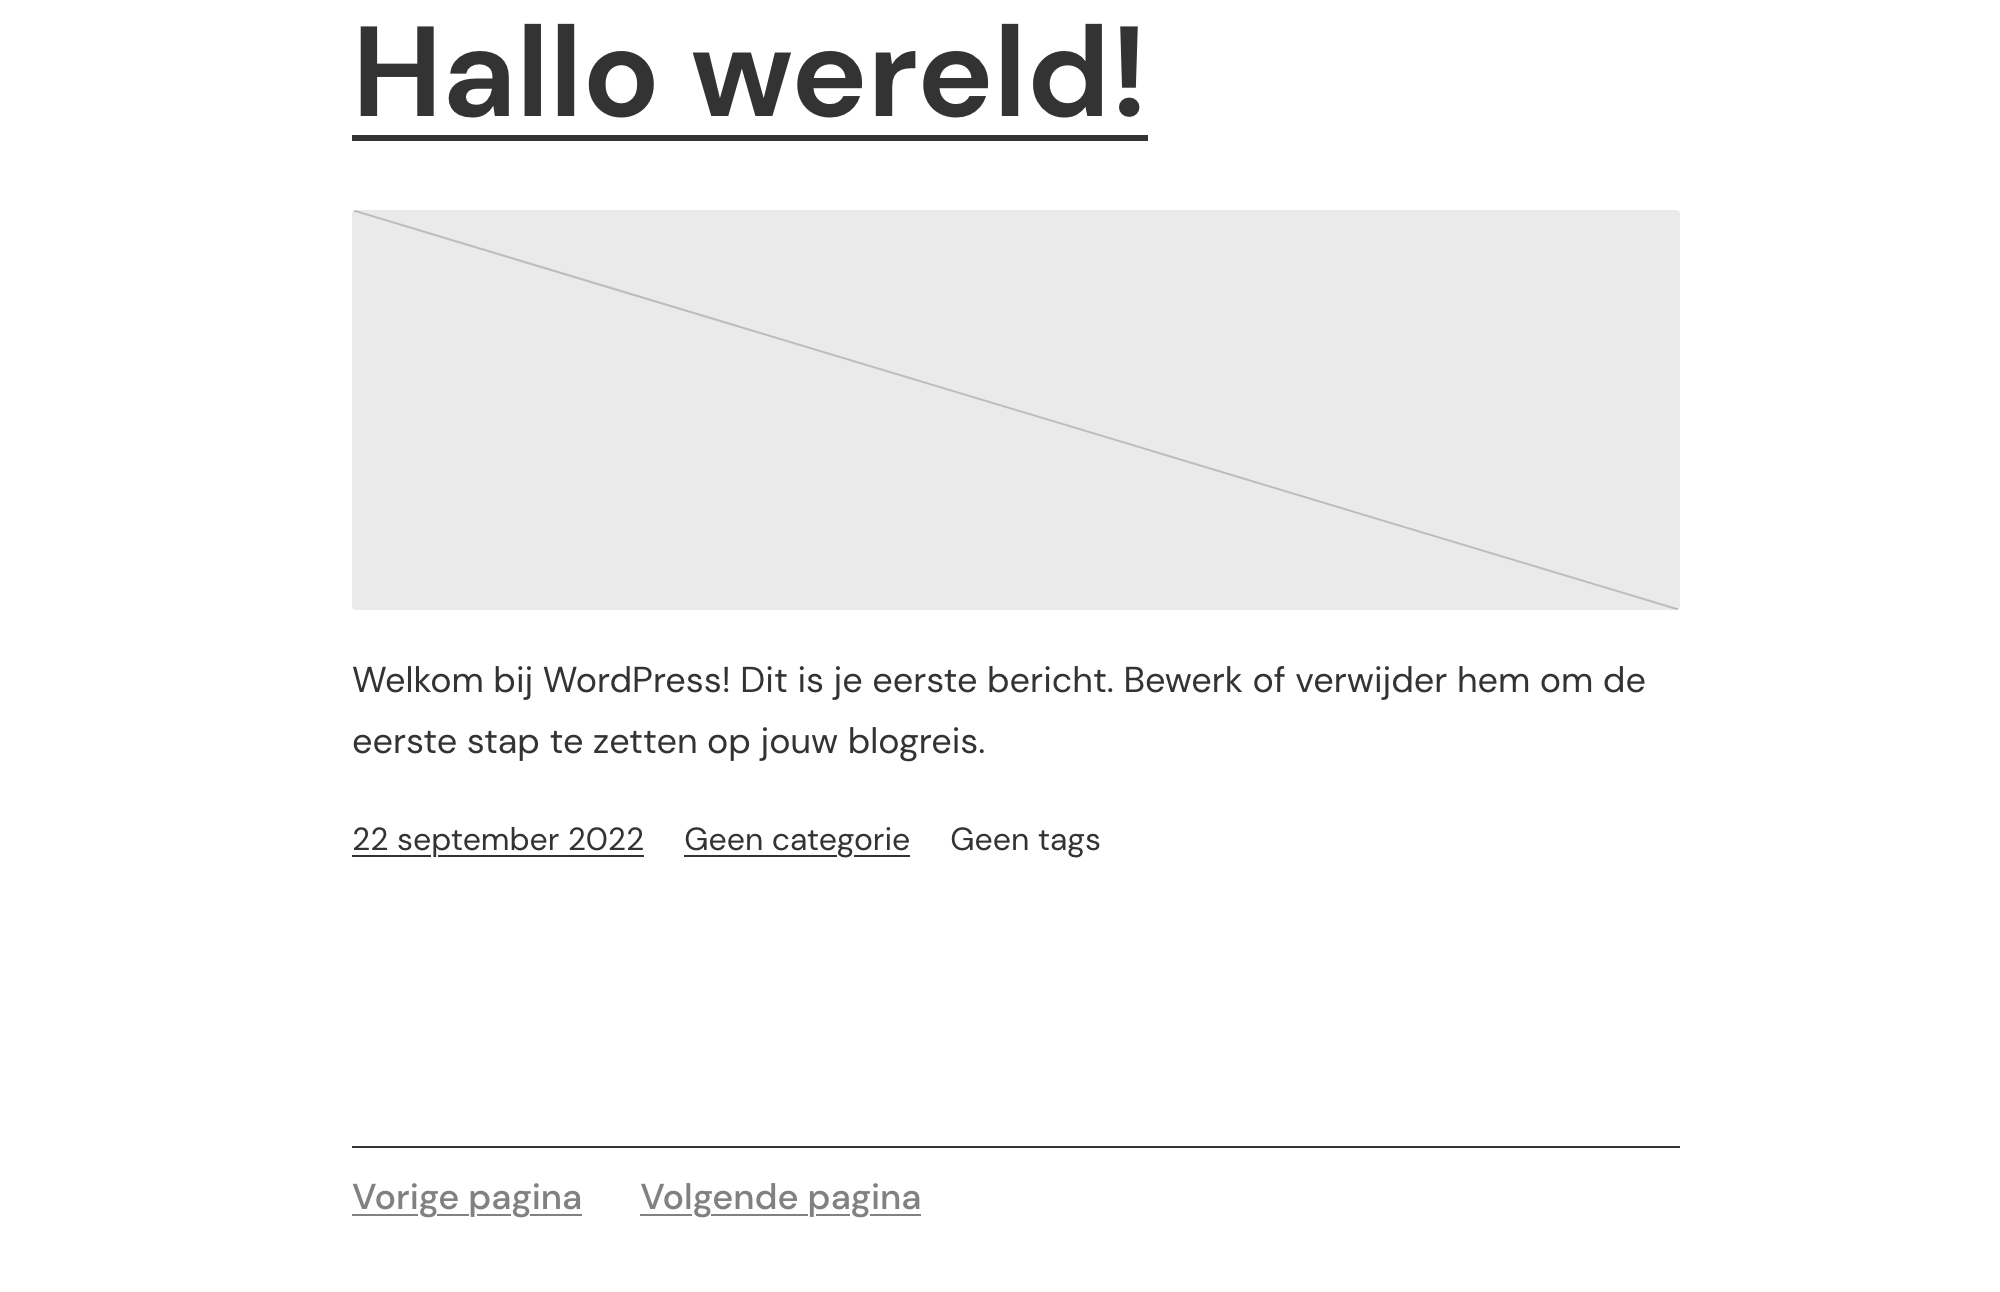 Hallo wereld!
Welkom bij WordPress! Dit is je eerste bericht. Bewerk of verwijder hem om de
eerste stap te zetten op jouw blogreis.
22 september 2022 Geen categorie Geen tags
Vorige pagina Volgende pagina